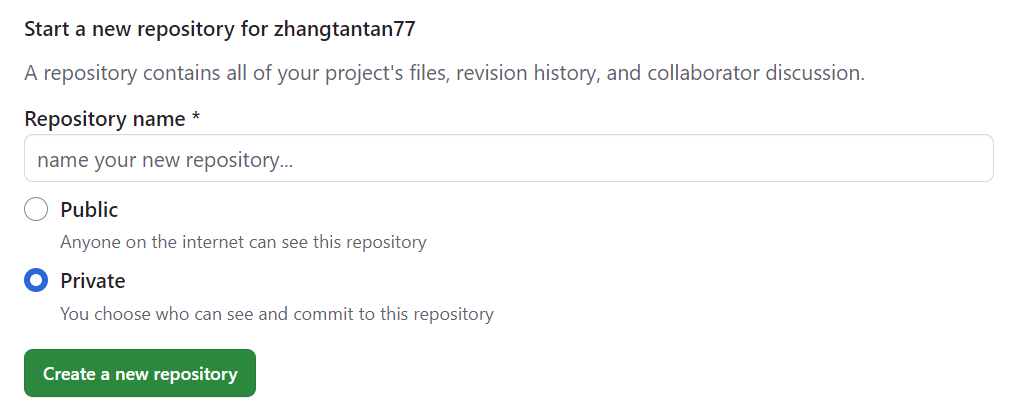 Start a new repository for zhangtantan77
A repository contains all of your project's files, revision history, and collaborator discussion.
Repository name *
name your new repository...
Public
Anyone on the internet can see this repository
Private
You choose who can see and commit to this repository
Create a new repository